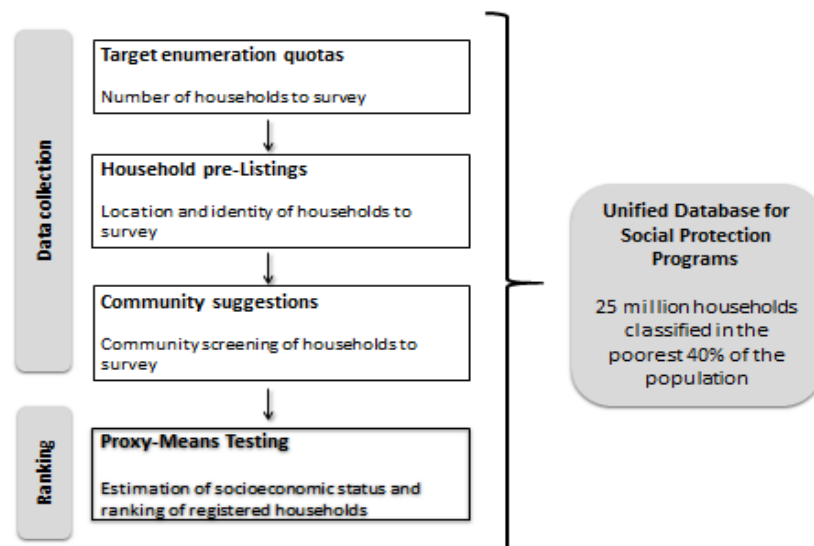 Data collection
Target enumeration quotas
Number of households to survey
Household pre-Listings
Location and identity of households to
survey
Community suggestions
Community screening of households to
survey
Ranking
Proxy-Means Testing
Estimation of socioeconomic status and
ranking of registered households
Unified Database for
Social Protection
Programs
25 million households
classified in the
poorest 40% of the
population